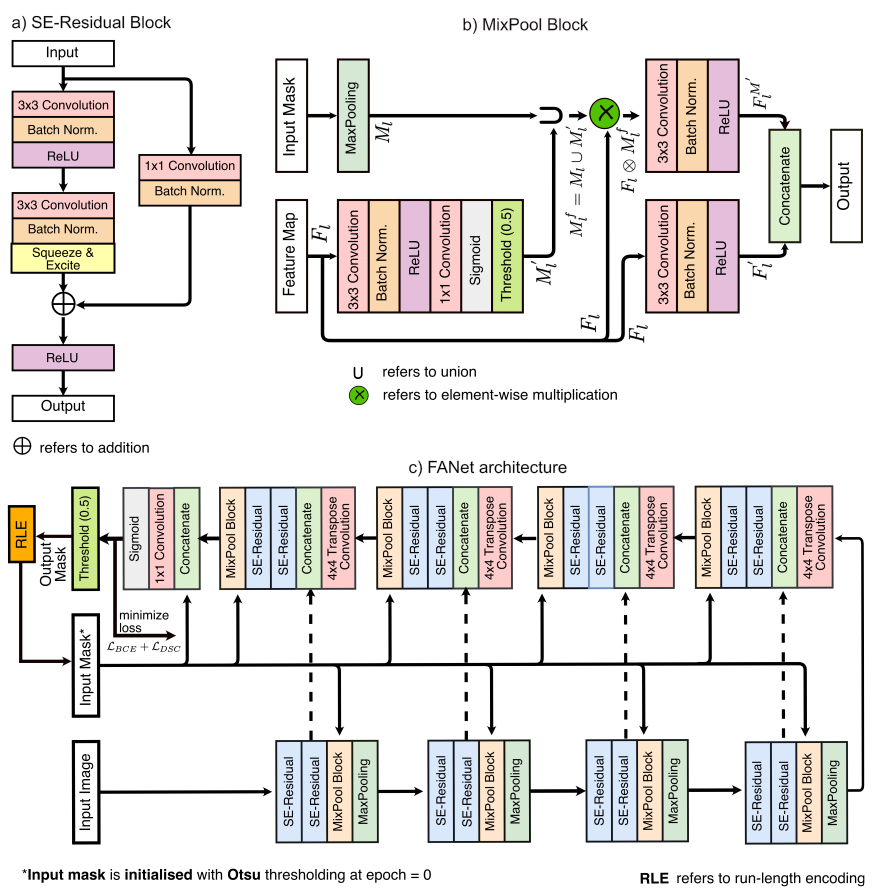 a) SE-Residual Block
Input
3x3 Convolution
Batch Norm.
ReLU
3x3 Convolution
Batch Norm.
Squeeze &
Excite
1x1 Convolution
Batch Norm.
ReLU
Output
⊕ refers to addition
b) MixPool Block
Input Mask
MaxPooling
M_l
∪
×
M_l^f = M_l ∪ M_l'
F_l ⊗ M_l^f
3x3 Convolution
Batch Norm.
ReLU
F_l^{M'}
Concatenate
Output
Feature Map
F_l
3x3 Convolution
Batch Norm.
ReLU
1x1 Convolution
Sigmoid
Threshold (0.5)
M_l'
F_l
F_l
3x3 Convolution
Batch Norm.
ReLU
F_l'
∪ refers to union
⊗ refers to element-wise multiplication
c) FANet architecture
RLE
Output
Mask
Threshold (0.5)
Sigmoid
1x1 Convolution
Concatenate
MixPool Block
SE-Residual
SE-Residual
Concatenate
4x4 Transpose
Convolution
MixPool Block
SE-Residual
SE-Residual
Concatenate
4x4 Transpose
Convolution
MixPool Block
SE-Residual
SE-Residual
Concatenate
4x4 Transpose
Convolution
MixPool Block
SE-Residual
SE-Residual
Concatenate
4x4 Transpose
Convolution
minimize
loss
ℒ_BCE + ℒ_DSC
Input Mask*
Input Image
SE-Residual
SE-Residual
MixPool Block
MaxPooling
SE-Residual
SE-Residual
MixPool Block
MaxPooling
SE-Residual
SE-Residual
MixPool Block
MaxPooling
SE-Residual
SE-Residual
MixPool Block
MaxPooling
*Input mask is initialised with Otsu thresholding at epoch = 0
RLE refers to run-length encoding